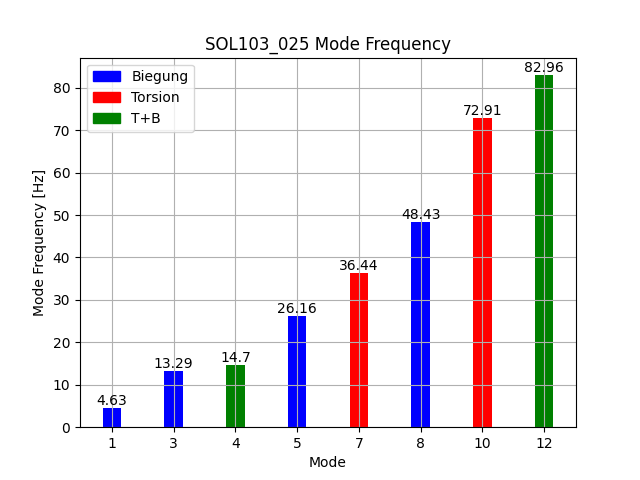 SOL103_025 Mode Frequency
Biegung
Torsion
T+B
Mode Frequency [Hz]
80
70
60
50
40
30
20
10
0
4.63
13.29
14.7
26.16
36.44
48.43
72.91
82.96
1 3 4 5 7 8 10 12
Mode